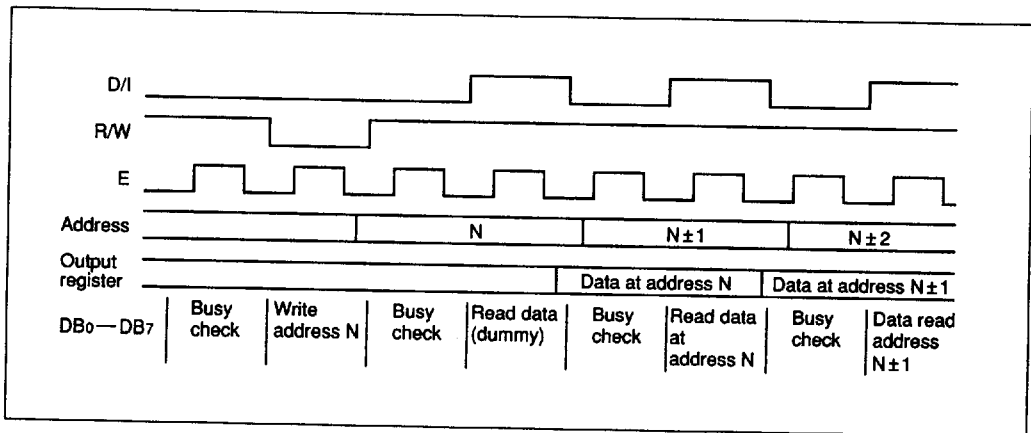 D/I
R/W
E
Address
N
N±1
N±2
Output
register
Data at address N
Data at address N±1
DB0—DB7
Busy
check
Write
address N
Busy
check
Read data
(dummy)
Busy
check
Read data
at
address N
Busy
check
Data read
address
N±1